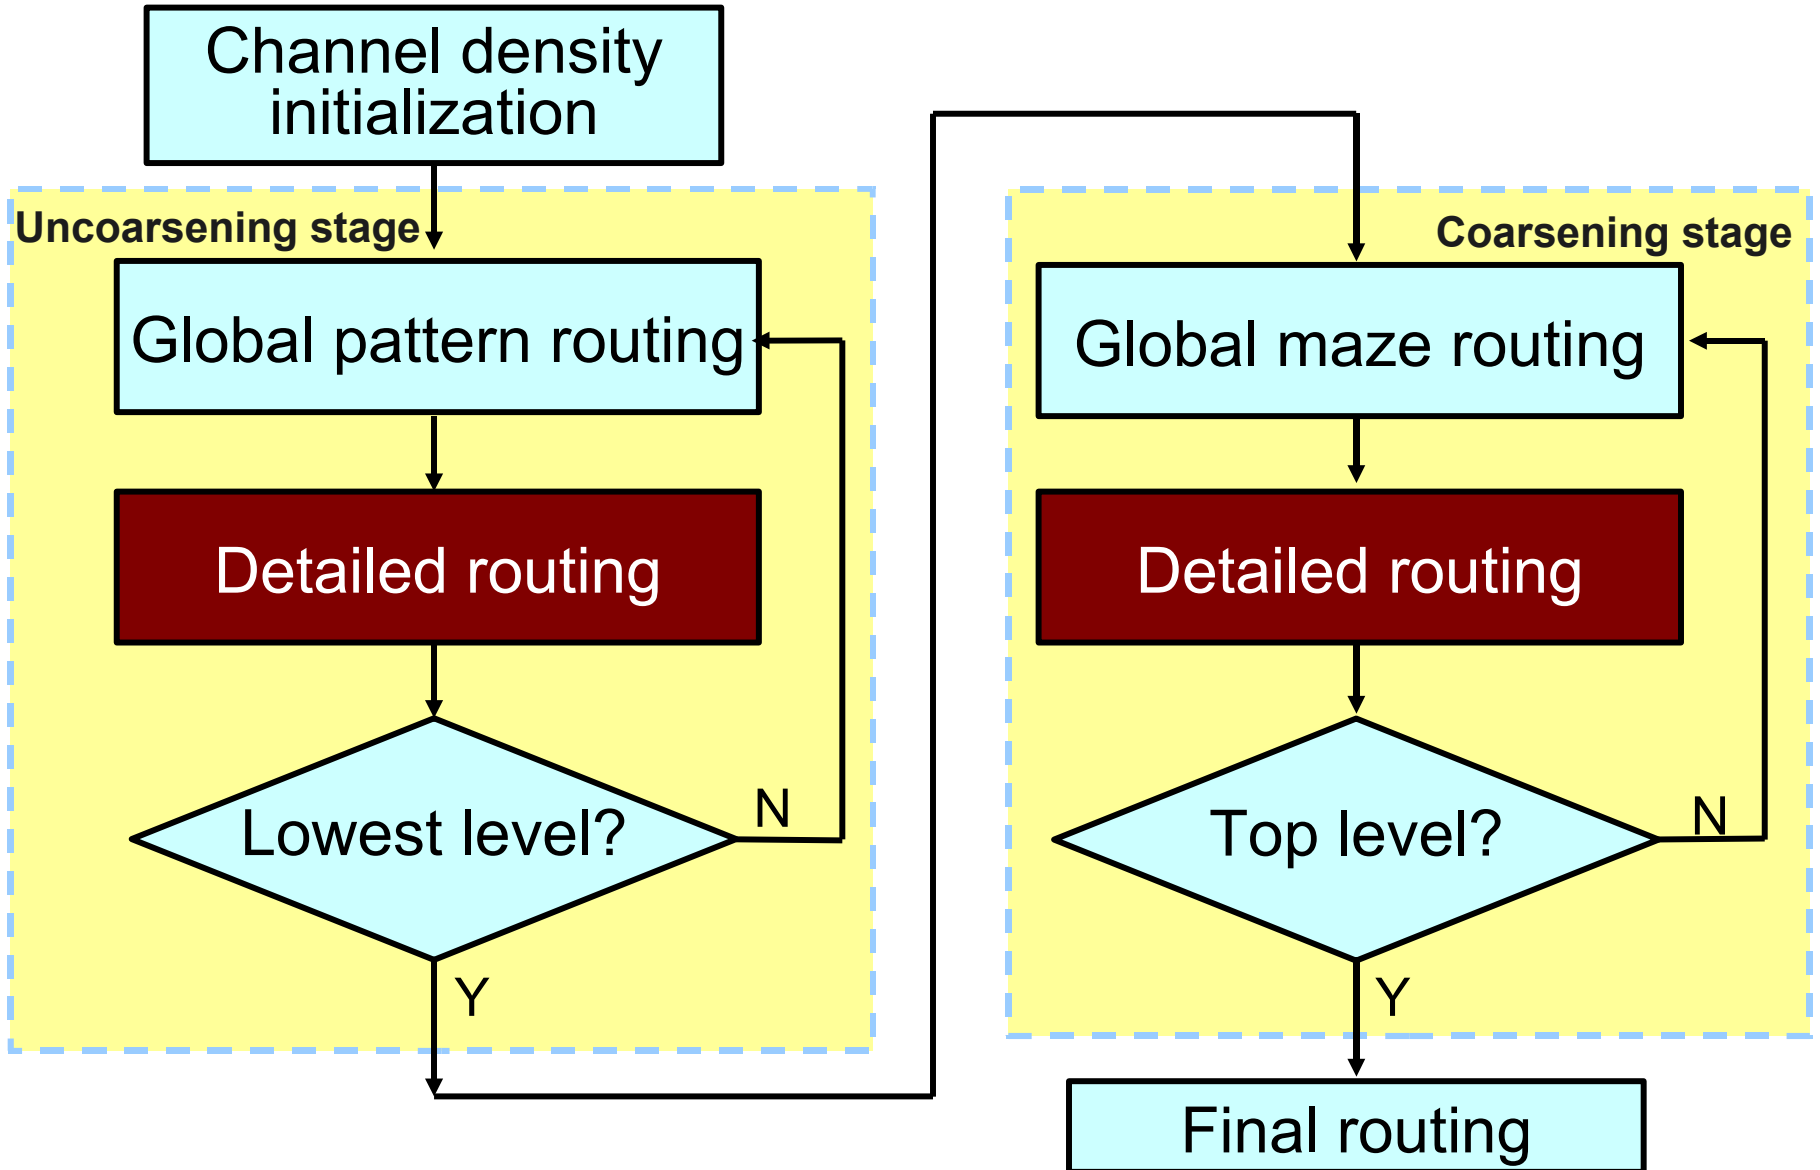 Channel density
initialization
Uncoarsening stage
Global pattern routing
Detailed routing
Lowest level?
N
Y
Coarsening stage
Global maze routing
Detailed routing
Top level?
N
Y
Final routing